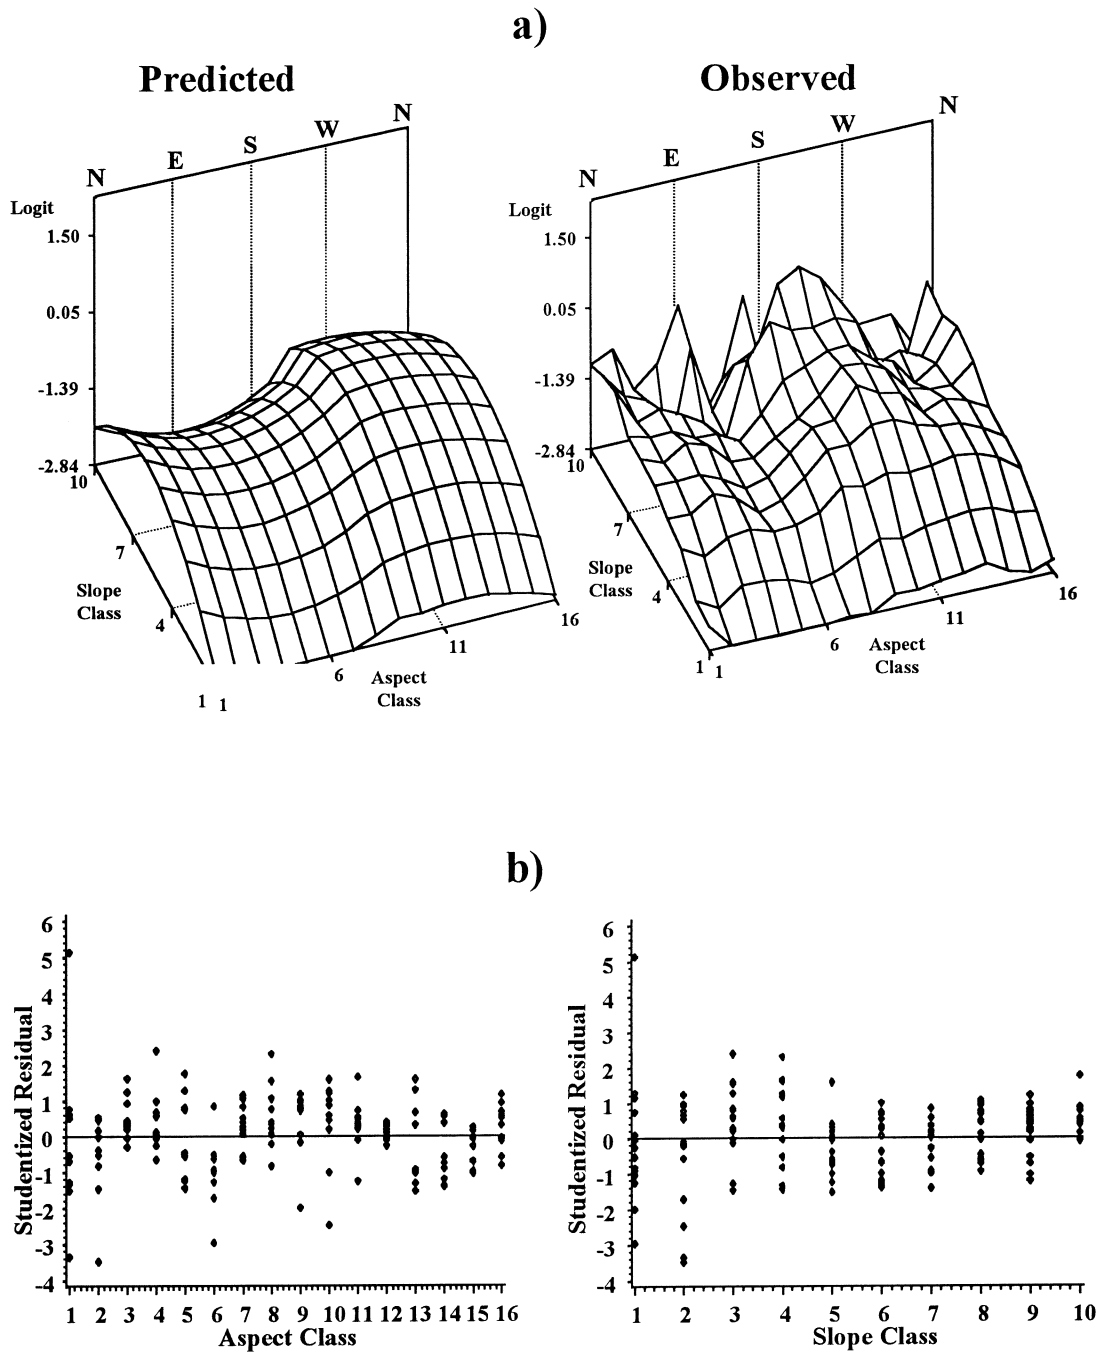 a)
Predicted
Observed
N E S W N
Logit
1.50
0.05
-1.39
-2.84
10
7
4
1
Slope
Class
1
6
11
16
Aspect
Class
N E S W N
Logit
1.50
0.05
-1.39
-2.84
10
7
4
1
Slope
Class
1
6
11
16
Aspect
Class
b)
Studentized Residual
6
5
4
3
2
1
0
-1
-2
-3
-4
1 2 3 4 5 6 7 8 9 10 11 12 13 14 15 16
Aspect Class
Studentized Residual
6
5
4
3
2
1
0
-1
-2
-3
-4
1 2 3 4 5 6 7 8 9 10
Slope Class